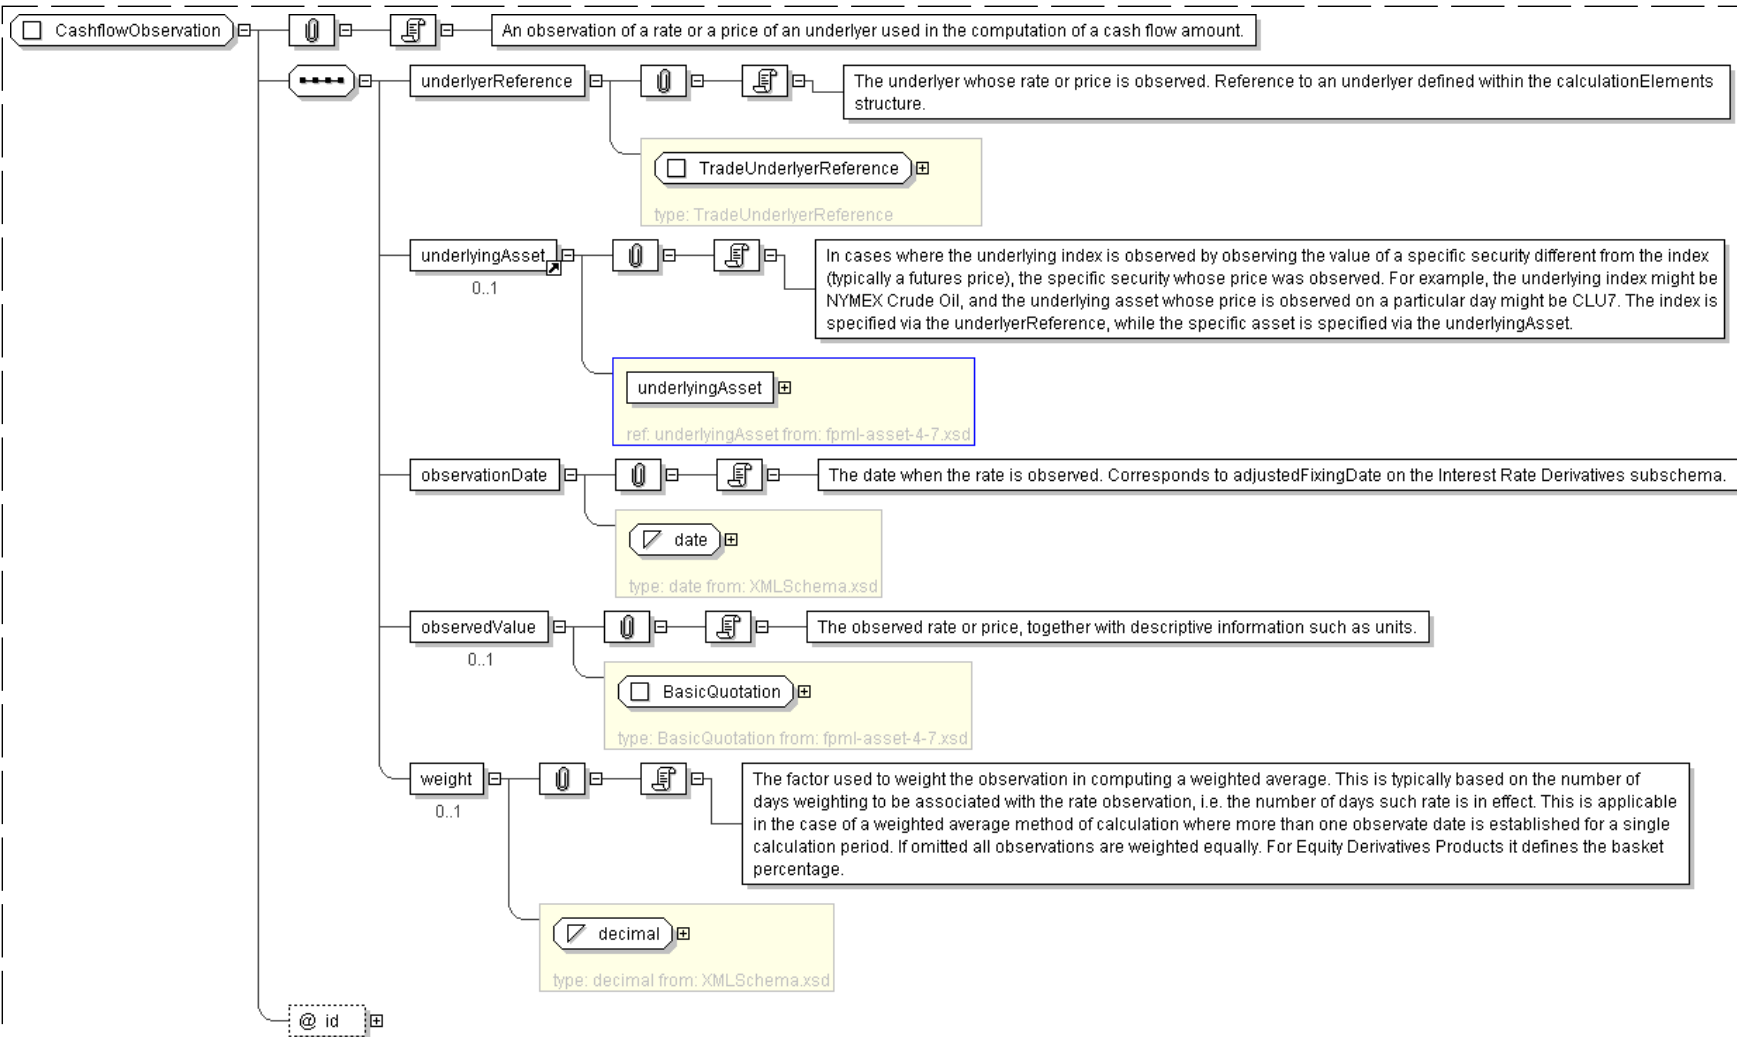 CashflowObservation
An observation of a rate or a price of an underlyer used in the computation of a cash flow amount.
underlyerReference
The underlyer whose rate or price is observed. Reference to an underlyer defined within the calculationElements
structure.
TradeUnderlyerReference
type: TradeUnderlyerReference
underlyingAsset
0..1
In cases where the underlying index is observed by observing the value of a specific security different from the index
(typically a futures price), the specific security whose price was observed. For example, the underlying index might be
NYMEX Crude Oil, and the underlying asset whose price is observed on a particular day might be CLU7. The index is
specified via the underlyerReference, while the specific asset is specified via the underlyingAsset.
underlyingAsset
ref: underlyingAsset from: fpml-asset-4-7.xsd
observationDate
The date when the rate is observed. Corresponds to adjustedFixingDate on the Interest Rate Derivatives subschema.
date
type: date from: XMLSchema.xsd
observedValue
0..1
The observed rate or price, together with descriptive information such as units.
BasicQuotation
type: BasicQuotation from: fpml-asset-4-7.xsd
weight
0..1
The factor used to weight the observation in computing a weighted average. This is typically based on the number of
days weighting to be associated with the rate observation, i.e. the number of days such rate is in effect. This is applicable
in the case of a weighted average method of calculation where more than one observate date is established for a single
calculation period. If omitted all observations are weighted equally. For Equity Derivatives Products it defines the basket
percentage.
decimal
type: decimal from: XMLSchema.xsd
@ id